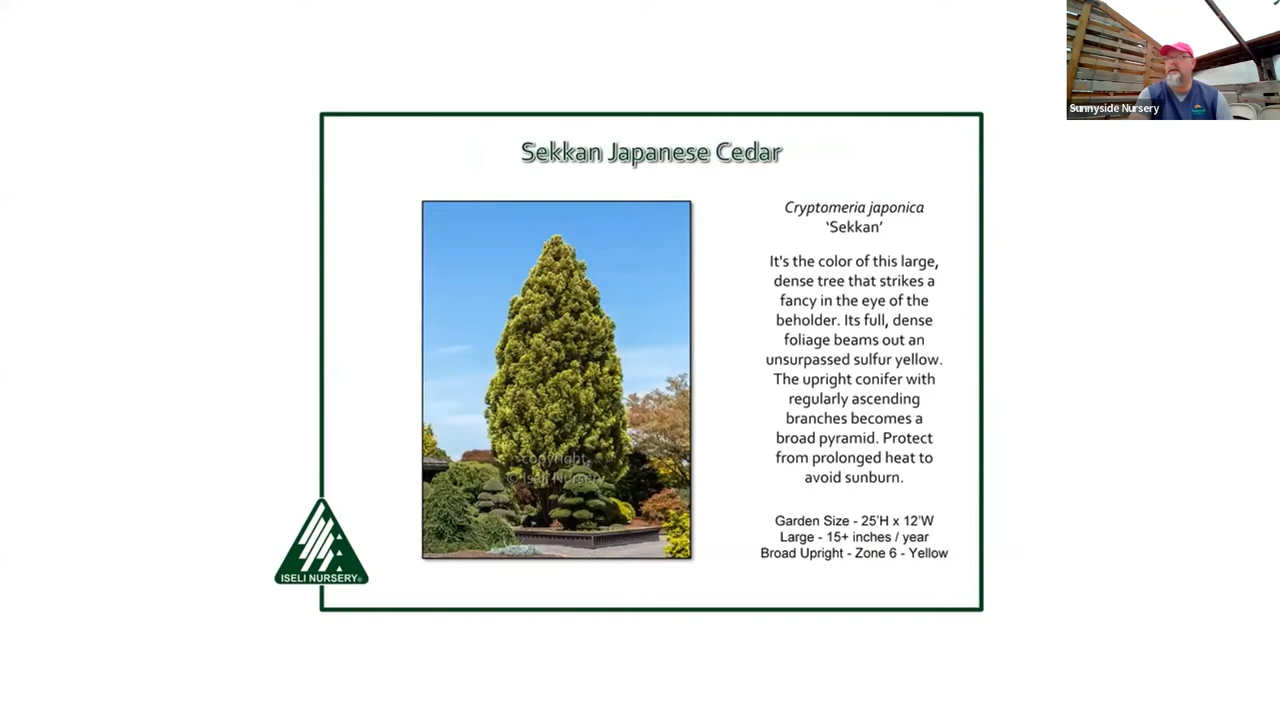 Sunnyside Nursery
Sekkan Japanese Cedar
Cryptomeria japonica
‘Sekkan’
It's the color of this large,
dense tree that strikes a
fancy in the eye of the
beholder. Its full, dense
foliage beams out an
unsurpassed sulfur yellow.
The upright conifer with
regularly ascending
branches becomes a
broad pyramid. Protect
from prolonged heat to
avoid sunburn.
Garden Size - 25’H x 12’W
Large - 15+ inches / year
Broad Upright - Zone 6 - Yellow
copyright
© Iseli Nursery
ISELI NURSERY®